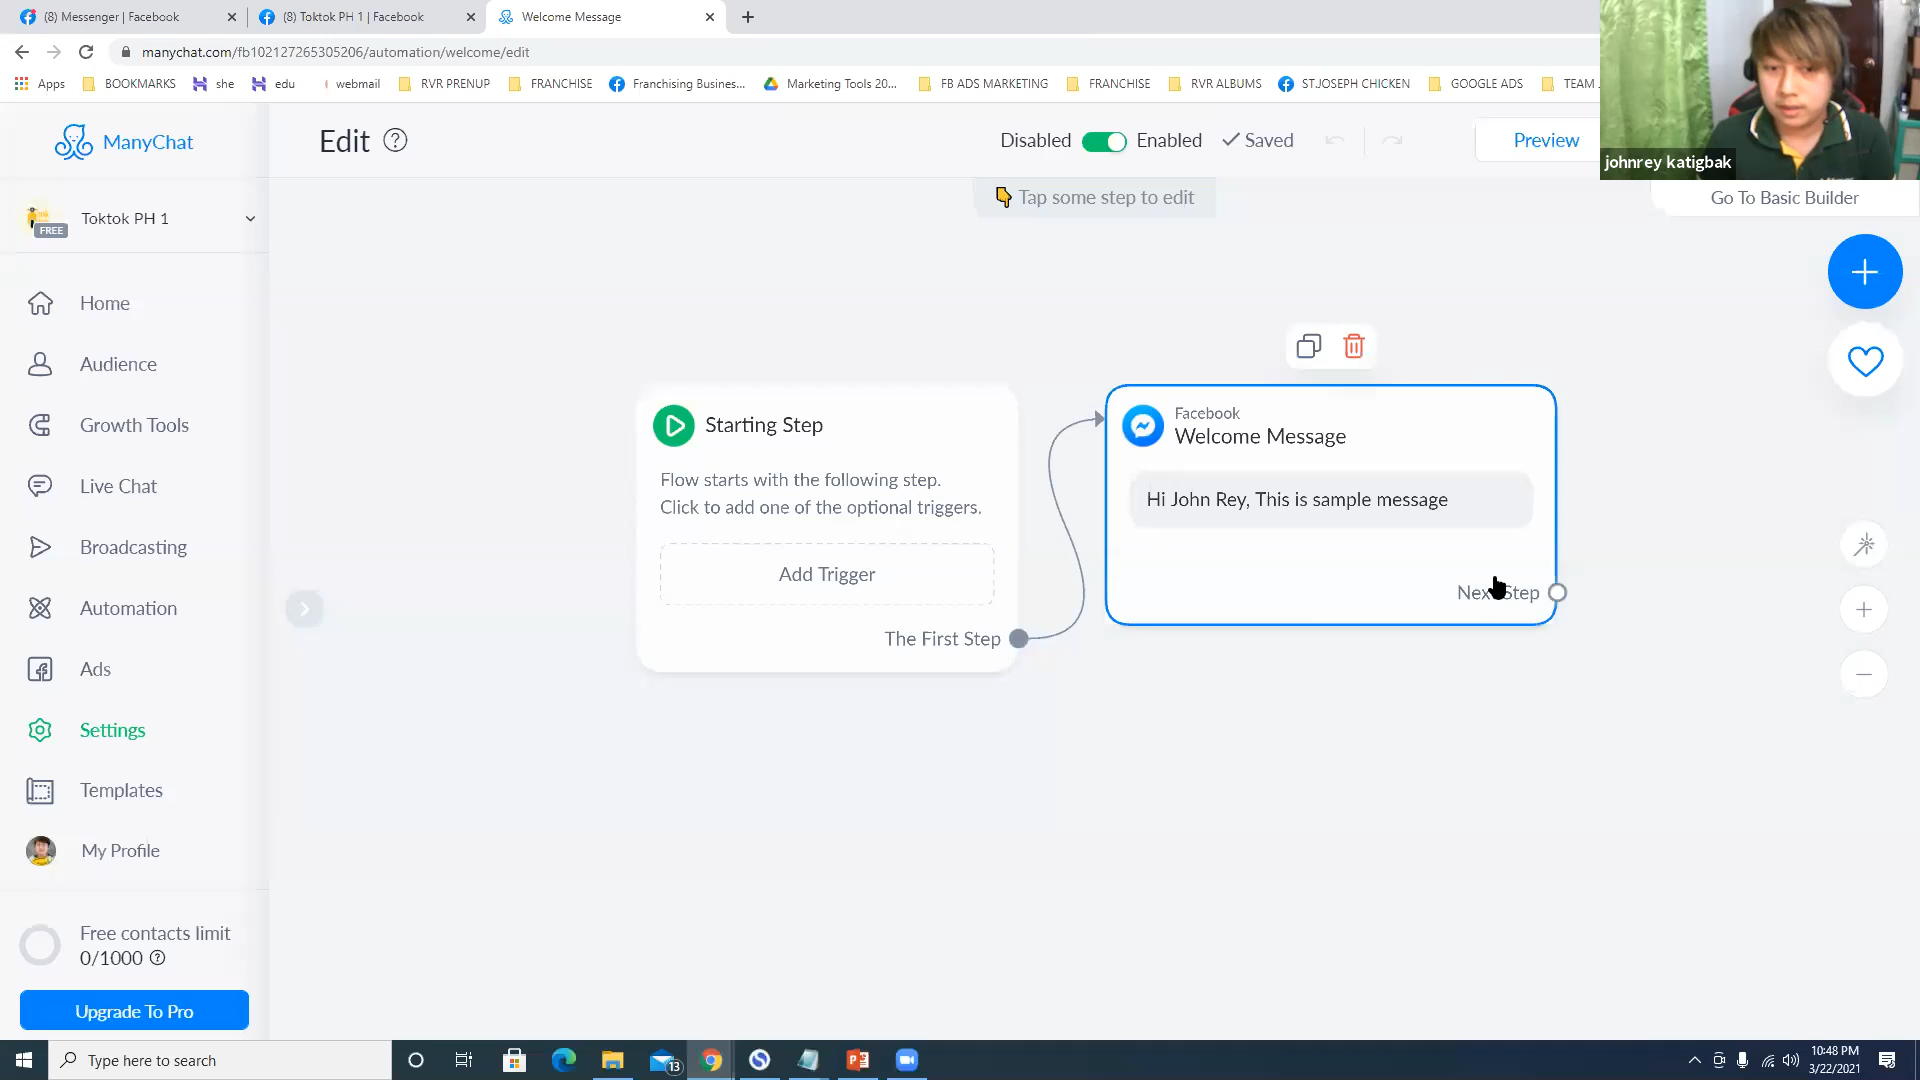 (8) Messenger | Facebook
(8) Toktok PH 1 | Facebook
Welcome Message
manychat.com/fb102127265305206/automation/welcome/edit
Apps
BOOKMARKS
she
edu
webmail
RVR PRENUP
FRANCHISE
Franchising Busines...
Marketing Tools 20...
FB ADS MARKETING
FRANCHISE
RVR ALBUMS
ST.JOSEPH CHICKEN
GOOGLE ADS
TEAM
johnrey katigbak
ManyChat
Edit
Disabled
Enabled
Saved
Preview
Tap some step to edit
Go To Basic Builder
FREE
Toktok PH 1
Home
Audience
Growth Tools
Live Chat
Broadcasting
Automation
Ads
Settings
Templates
My Profile
Free contacts limit
0/1000
Upgrade To Pro
Starting Step
Flow starts with the following step.
Click to add one of the optional triggers.
Add Trigger
The First Step
Facebook
Welcome Message
Hi John Rey, This is sample message
Next Step
Type here to search
13
10:48 PM
3/22/2021